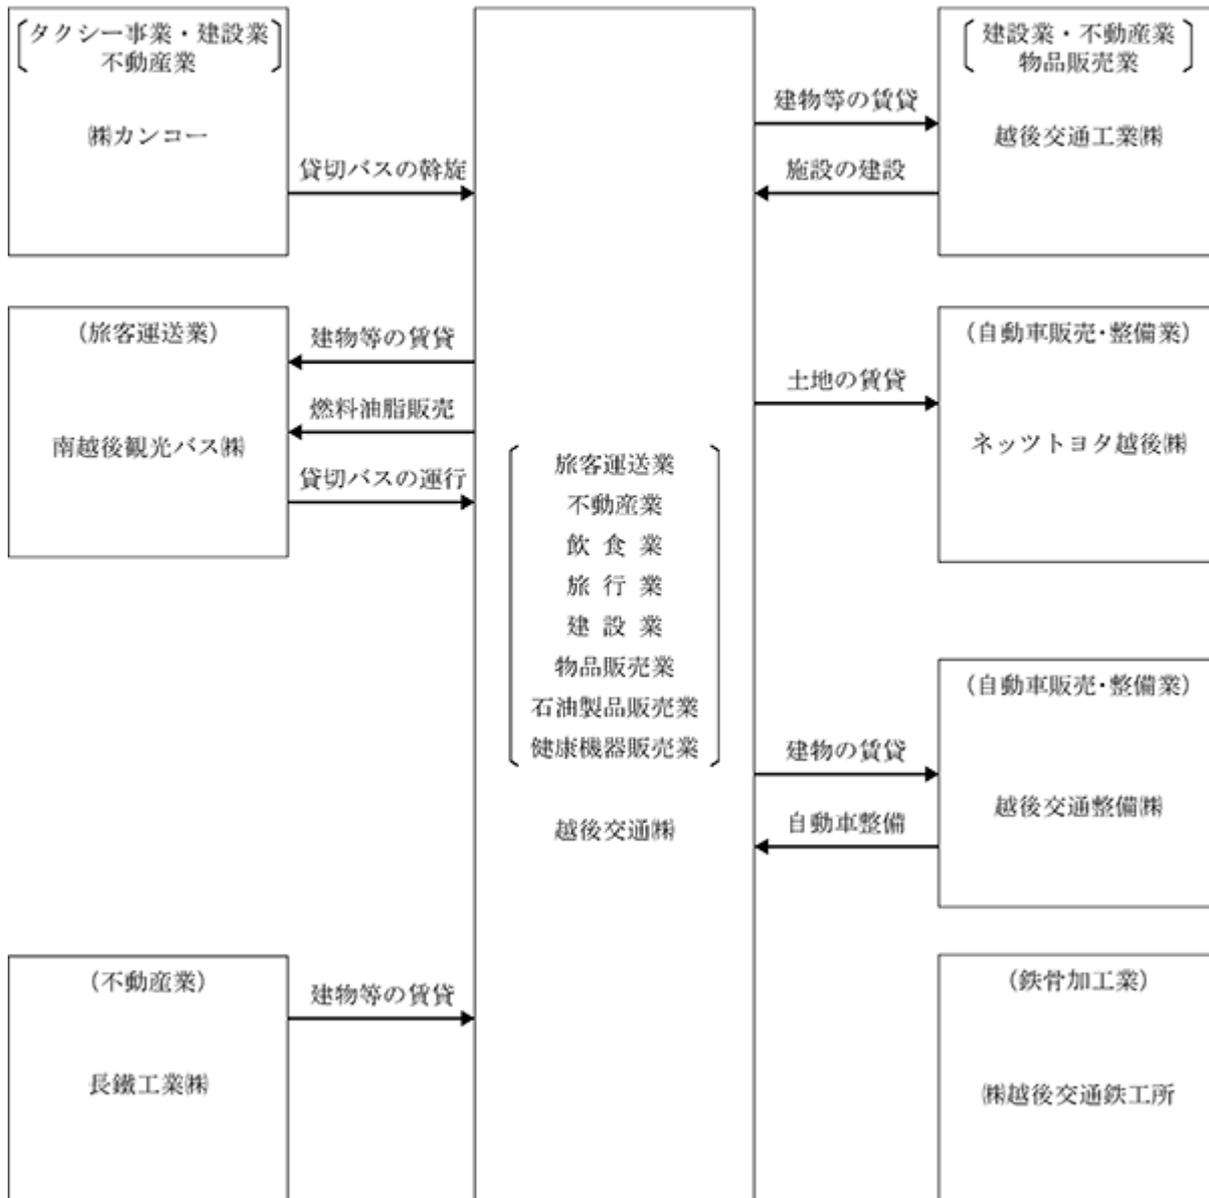 タクシー事業・建設業
不動産業
㈱カンコー
貸切バスの斡旋
(旅客運送業)
南越後観光バス㈱
建物等の賃貸
燃料油脂販売
貸切バスの運行
(不動産業)
長鐵工業㈱
建物等の賃貸
旅客運送業
不動産業
飲食業
旅行業
建設業
物品販売業
石油製品販売業
健康機器販売業
越後交通㈱
建物等の賃貸
施設の建設
建設業・不動産業
物品販売業
越後交通工業㈱
土地の賃貸
(自動車販売・整備業)
ネッツトヨタ越後㈱
建物の賃貸
自動車整備
(自動車販売・整備業)
越後交通整備㈱
(鉄骨加工業)
㈱越後交通鉄工所